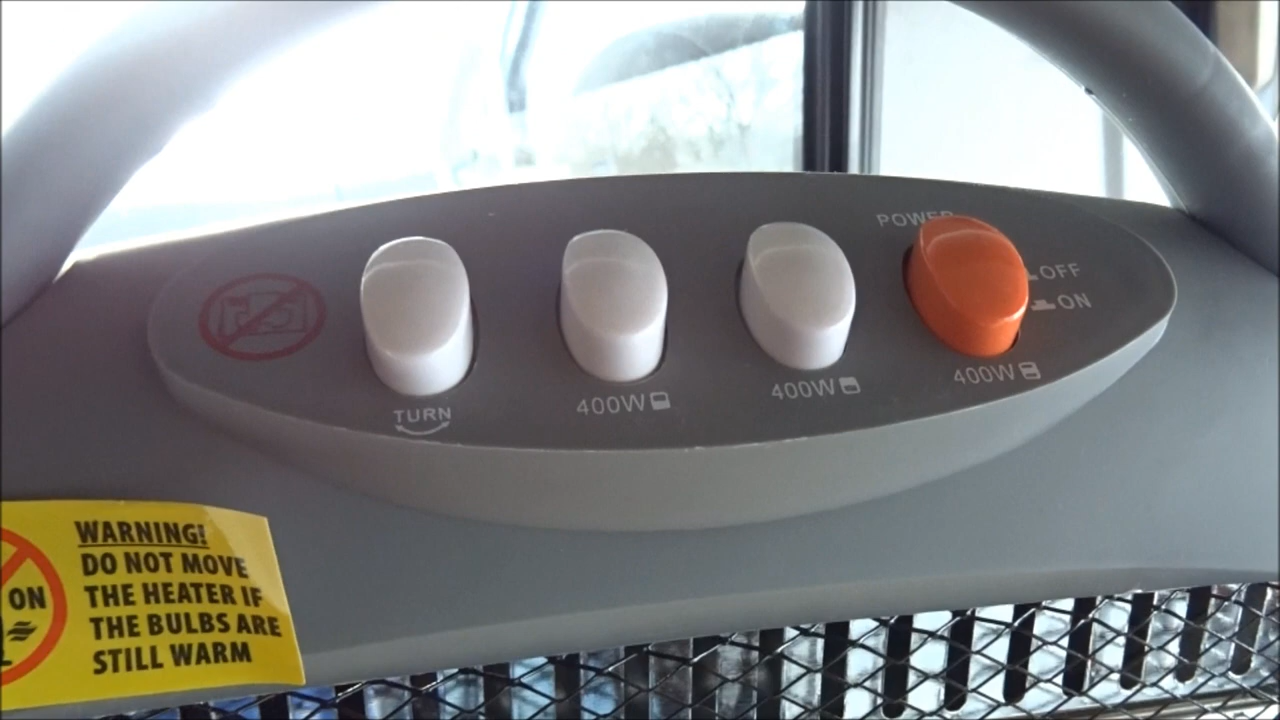 POWER
OFF
ON
TURN
400W
400W
400W
WARNING!
DO NOT MOVE
THE HEATER IF
THE BULBS ARE
STILL WARM
ON